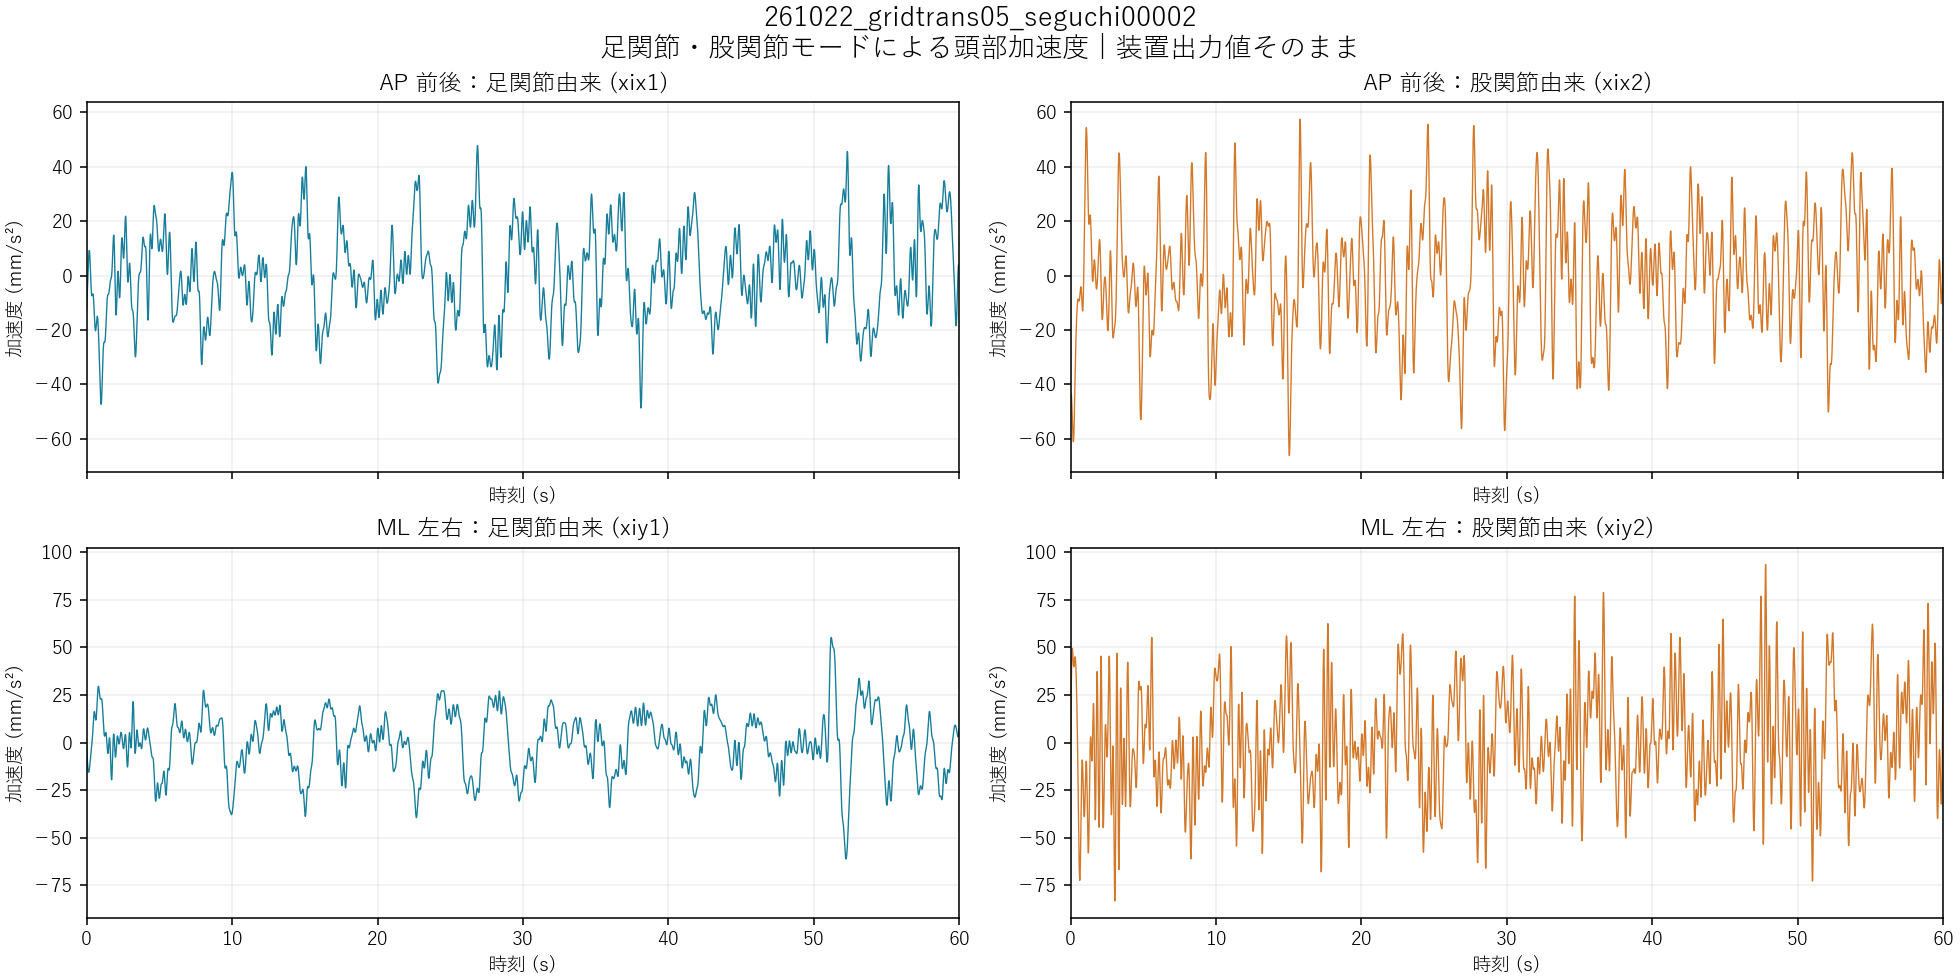 261022_gridtrans05_seguchi00002
足関節・股関節モードによる頭部加速度｜装置出力値そのまま
AP 前後：足関節由来 (xix1)
60
40
20
0
−20
−40
−60
加速度 (mm/s²)
時刻 (s)
AP 前後：股関節由来 (xix2)
60
40
20
0
−20
−40
−60
加速度 (mm/s²)
時刻 (s)
ML 左右：足関節由来 (xiy1)
100
75
50
25
0
−25
−50
−75
加速度 (mm/s²)
0 10 20 30 40 50 60
時刻 (s)
ML 左右：股関節由来 (xiy2)
100
75
50
25
0
−25
−50
−75
加速度 (mm/s²)
0 10 20 30 40 50 60
時刻 (s)